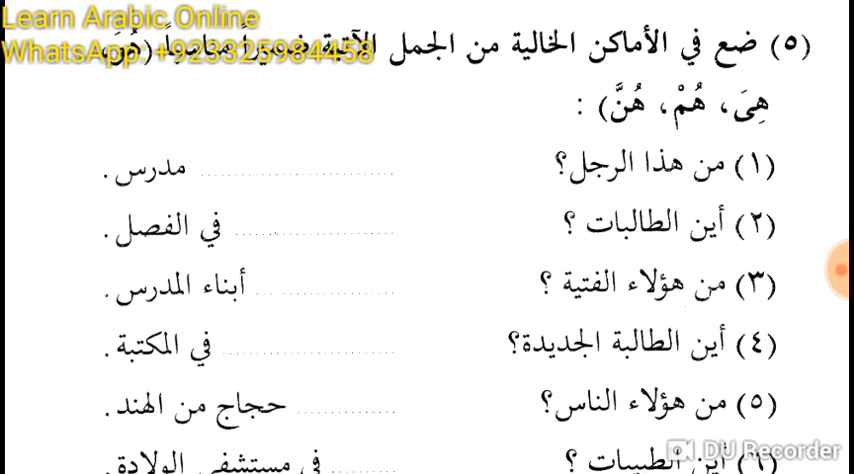 Learn Arabic Online
WhatsApp: +923325984458
(٥) ضع في الأماكن الخالية من الجمل الآتية ضميراً مناسباً (هُوَ،
هِىَ، هُمْ، هُنَّ) :
(١) من هذا الرجل؟ .............................. مدرس .
(٢) أين الطالبات ؟ ......................... في الفصل .
(٣) من هؤلاء الفتية ؟ ...................... أبناء المدرس .
(٤) أين الطالبة الجديدة؟ ........................... في المكتبة .
(٥) من هؤلاء الناس؟ ............... حجاج من الهند .
(٦) أين الطبيبات ؟ .......... في مستشفى الولادة .
DU Recorder